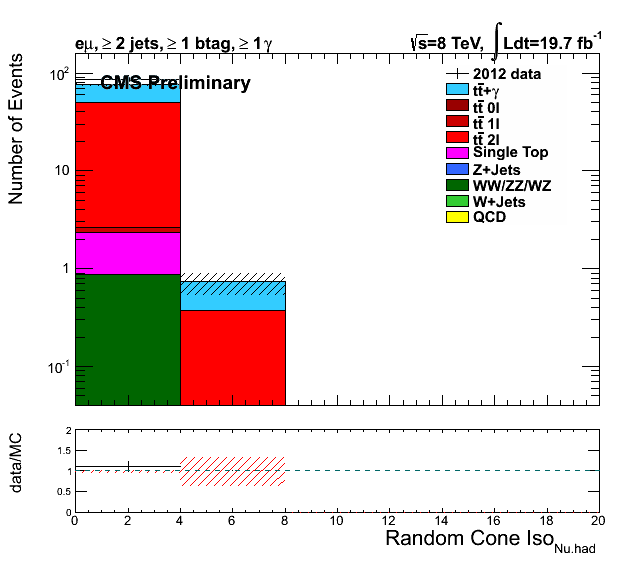 eμ, ≥ 2 jets, ≥ 1 btag, ≥ 1γ
√s=8 TeV, ∫Ldt=19.7 fb⁻¹
CMS Preliminary
2012 data
tt̄+γ
tt̄ 0l
tt̄ 1l
tt̄ 2l
Single Top
Z+Jets
WW/ZZ/WZ
W+Jets
QCD
Number of Events
10²
10
1
10⁻¹
data/MC
2
1.5
1
0.5
0
0 2 4 6 8 10 12 14 16 18 20
Random Cone Iso Nu.had